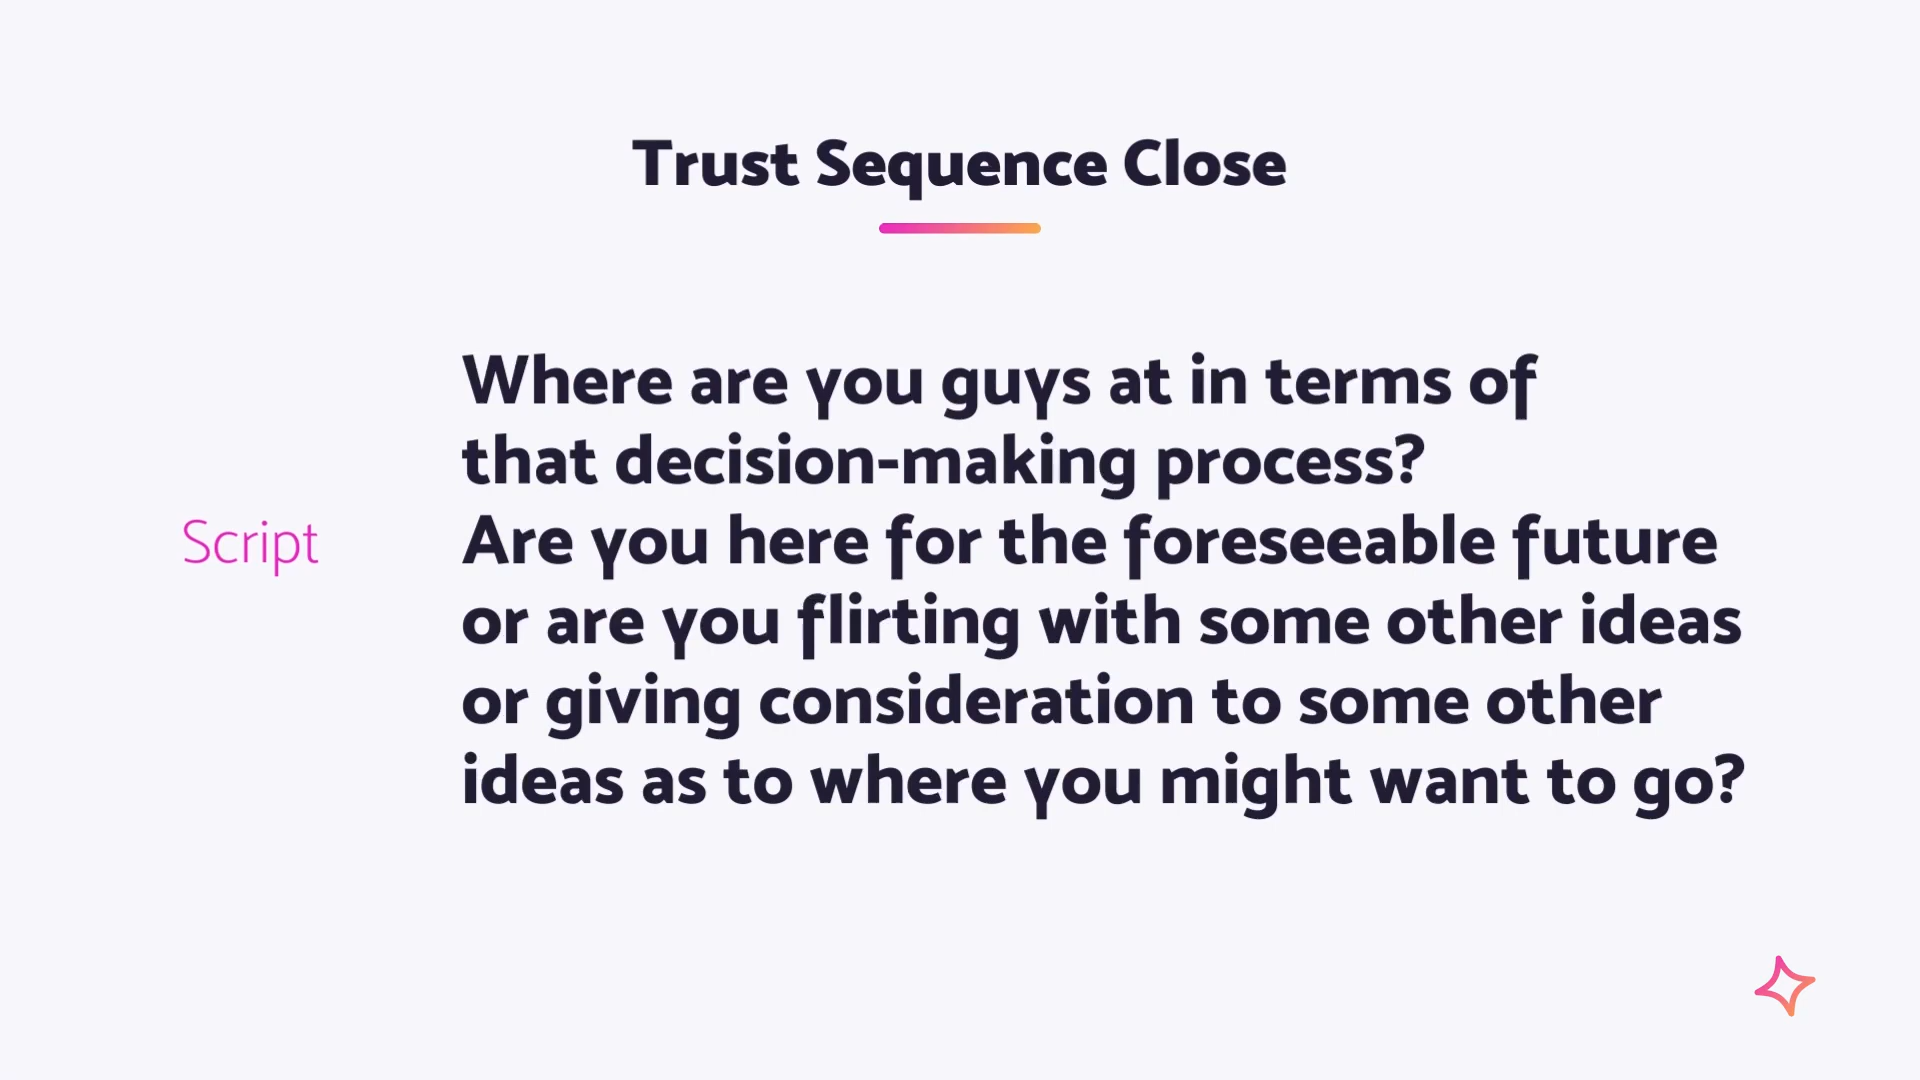 Trust Sequence Close
Script
Where are you guys at in terms of
that decision-making process?
Are you here for the foreseeable future
or are you flirting with some other ideas
or giving consideration to some other
ideas as to where you might want to go?